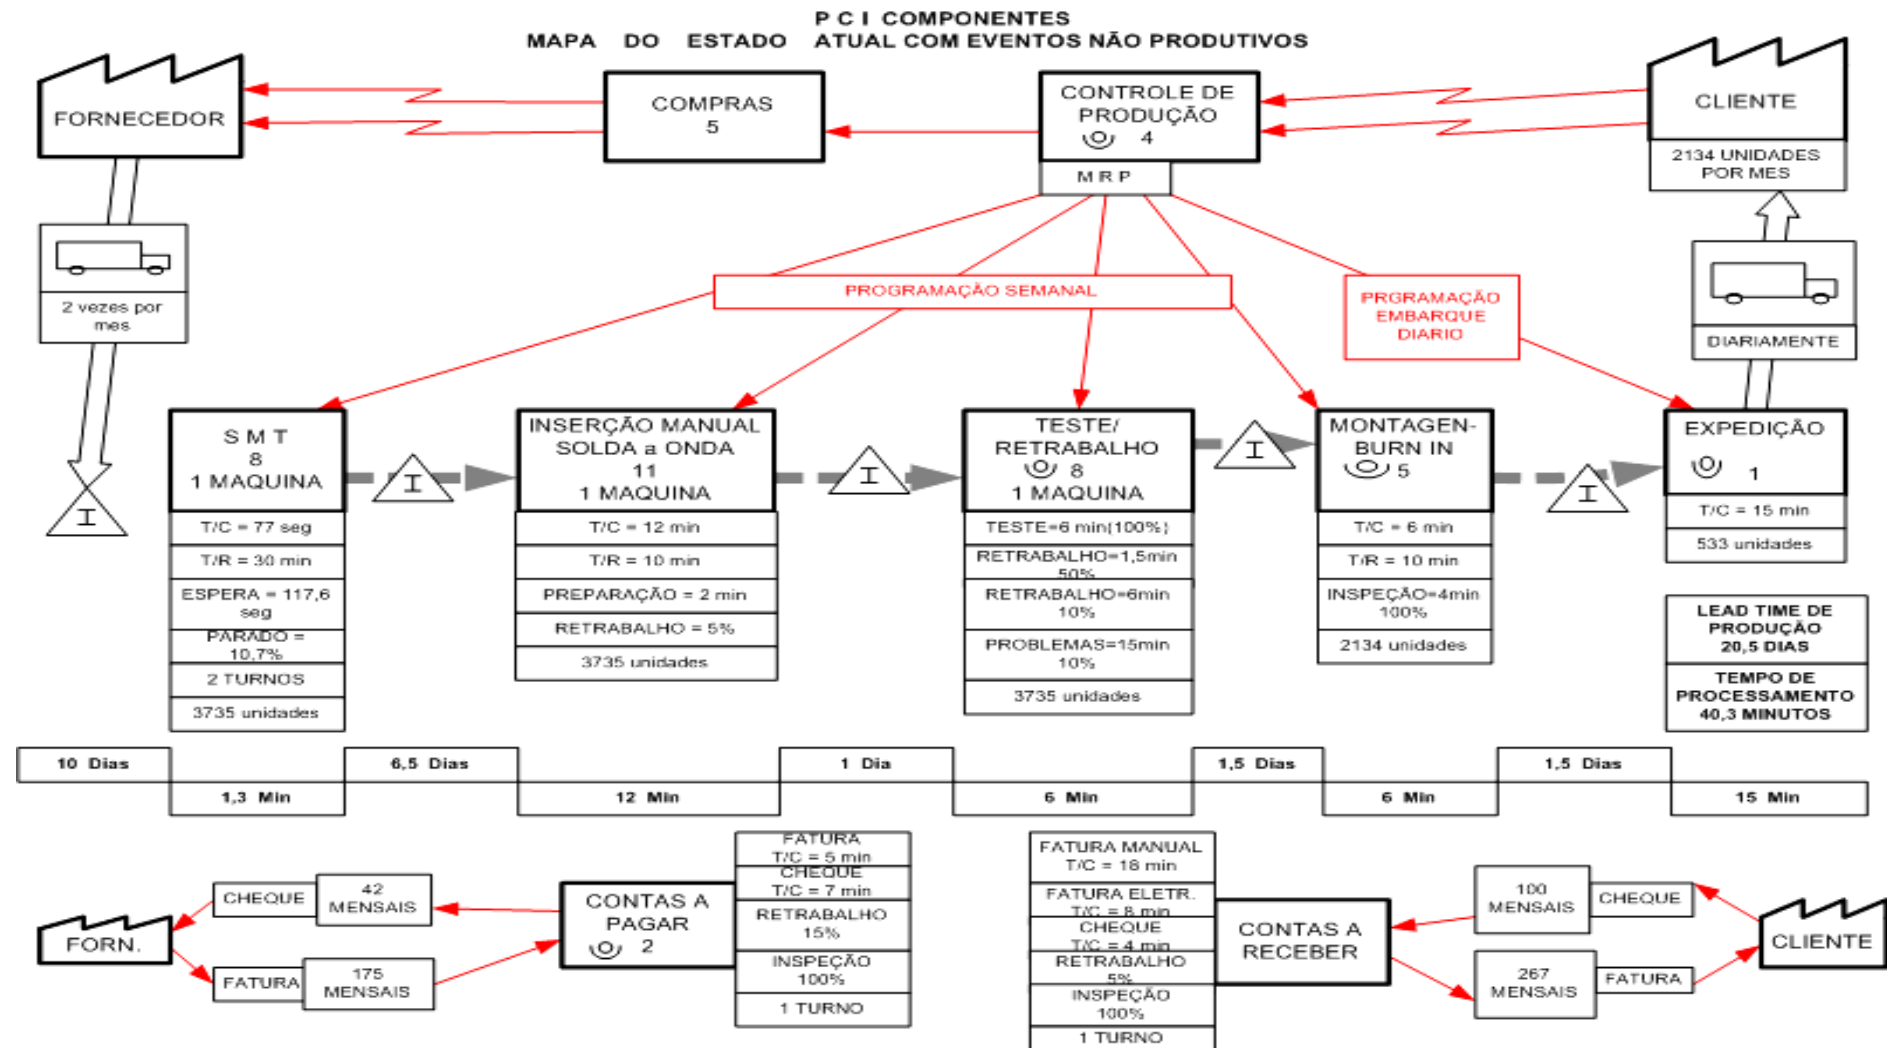 P C I COMPONENTES
MAPA DO ESTADO ATUAL COM EVENTOS NÃO PRODUTIVOS
FORNECEDOR
COMPRAS
5
CONTROLE DE
PRODUÇÃO
4
M R P
CLIENTE
2134 UNIDADES
POR MES
2 vezes por
mes
PROGRAMAÇÃO SEMANAL
PRGRAMAÇÃO
EMBARQUE
DIARIO
DIARIAMENTE
I
S M T
8
1 MAQUINA
T/C = 77 seg
T/R = 30 min
ESPERA = 117,6
seg
PARADO =
10,7%
2 TURNOS
3735 unidades
I
INSERÇÃO MANUAL
SOLDA a ONDA
11
1 MAQUINA
T/C = 12 min
T/R = 10 min
PREPARAÇÃO = 2 min
RETRABALHO = 5%
3735 unidades
I
TESTE/
RETRABALHO
8
1 MAQUINA
TESTE=6 min(100%)
RETRABALHO=1,5min
50%
RETRABALHO=6min
10%
PROBLEMAS=15min
10%
3735 unidades
I
MONTAGEN-
BURN IN
5
T/C = 6 min
T/R = 10 min
INSPEÇÃO=4min
100%
2134 unidades
I
EXPEDIÇÃO
1
T/C = 15 min
533 unidades
LEAD TIME DE
PRODUÇÃO
20,5 DIAS
TEMPO DE
PROCESSAMENTO
40,3 MINUTOS
10 Dias
6,5 Dias
1 Dia
1,5 Dias
1,5 Dias
1,3 Min
12 Min
6 Min
6 Min
15 Min
FORN.
CHEQUE
42
MENSAIS
FATURA
175
MENSAIS
CONTAS A
PAGAR
2
FATURA
T/C = 5 min
CHEQUE
T/C = 7 min
RETRABALHO
15%
INSPEÇÃO
100%
1 TURNO
FATURA MANUAL
T/C = 18 min
FATURA ELETR.
T/C = 8 min
CHEQUE
T/C = 4 min
RETRABALHO
5%
INSPEÇÃO
100%
1 TURNO
CONTAS A
RECEBER
100
MENSAIS
CHEQUE
267
MENSAIS
FATURA
CLIENTE